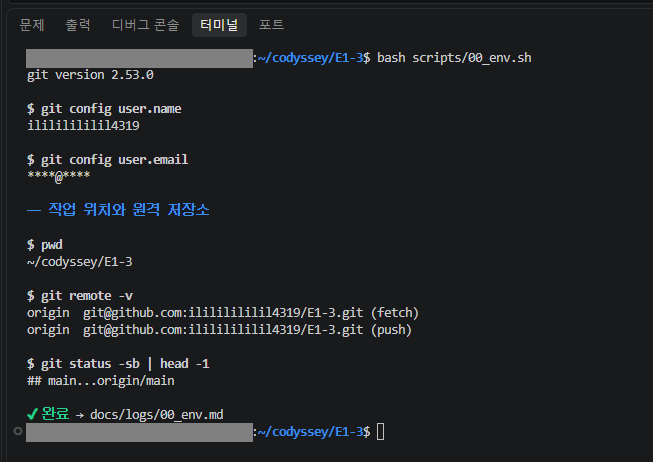 문제 출력 디버그 콘솔 터미널 포트
:~/codyssey/E1-3$ bash scripts/00_env.sh
git version 2.53.0
$ git config user.name
ilililililil4319
$ git config user.email
****@****
— 작업 위치와 원격 저장소
$ pwd
~/codyssey/E1-3
$ git remote -v
origin git@github.com:ilililililil4319/E1-3.git (fetch)
origin git@github.com:ilililililil4319/E1-3.git (push)
$ git status -sb | head -1
## main...origin/main
✔ 완료 → docs/logs/00_env.md
:~/codyssey/E1-3$